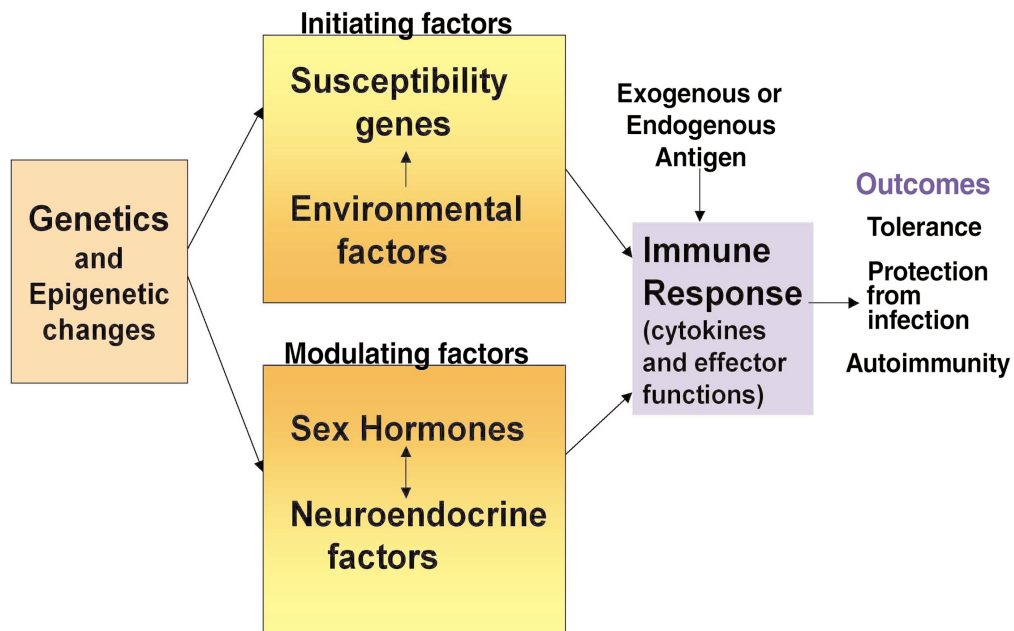 Genetics
and
Epigenetic
changes
Initiating factors
Susceptibility
genes
Environmental
factors
Modulating factors
Sex Hormones
Neuroendocrine
factors
Exogenous or
Endogenous
Antigen
Immune
Response
(cytokines
and effector
functions)
Outcomes
Tolerance
Protection
from
infection
Autoimmunity